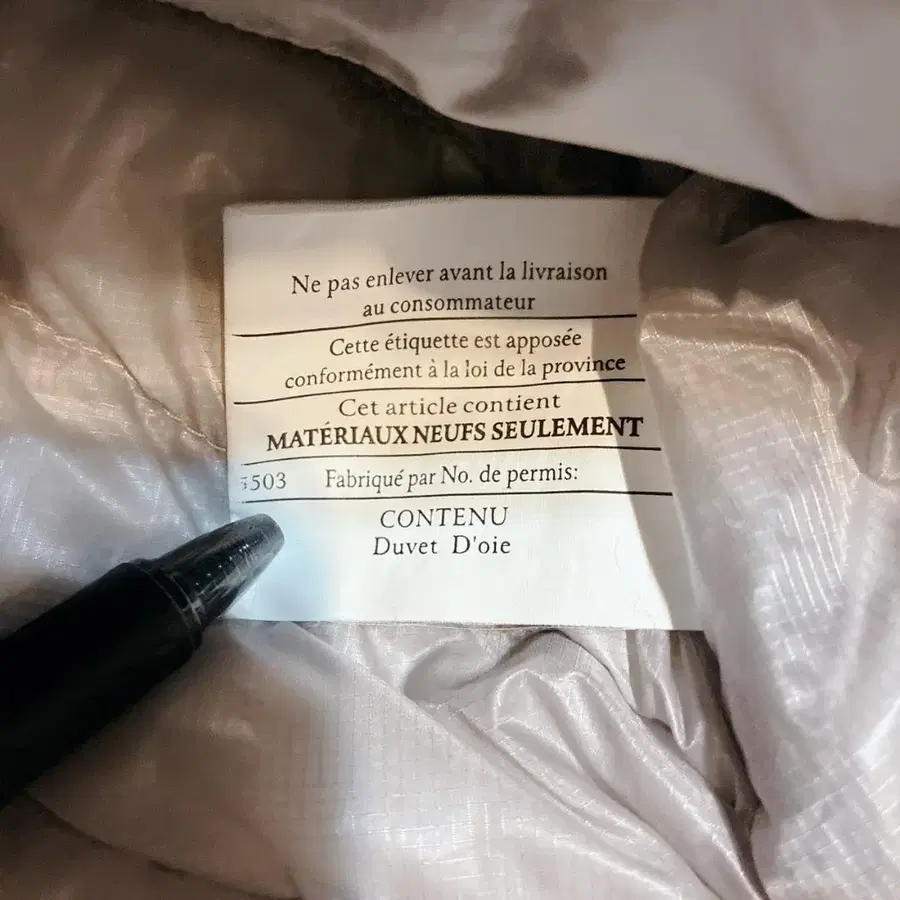 Ne pas enlever avant la livraison
au consommateur
Cette étiquette est apposée
conformément à la loi de la province
Cet article contient
MATÉRIAUX NEUFS SEULEMENT
Fabriqué par No. de permis:
CONTENU
Duvet D'oie